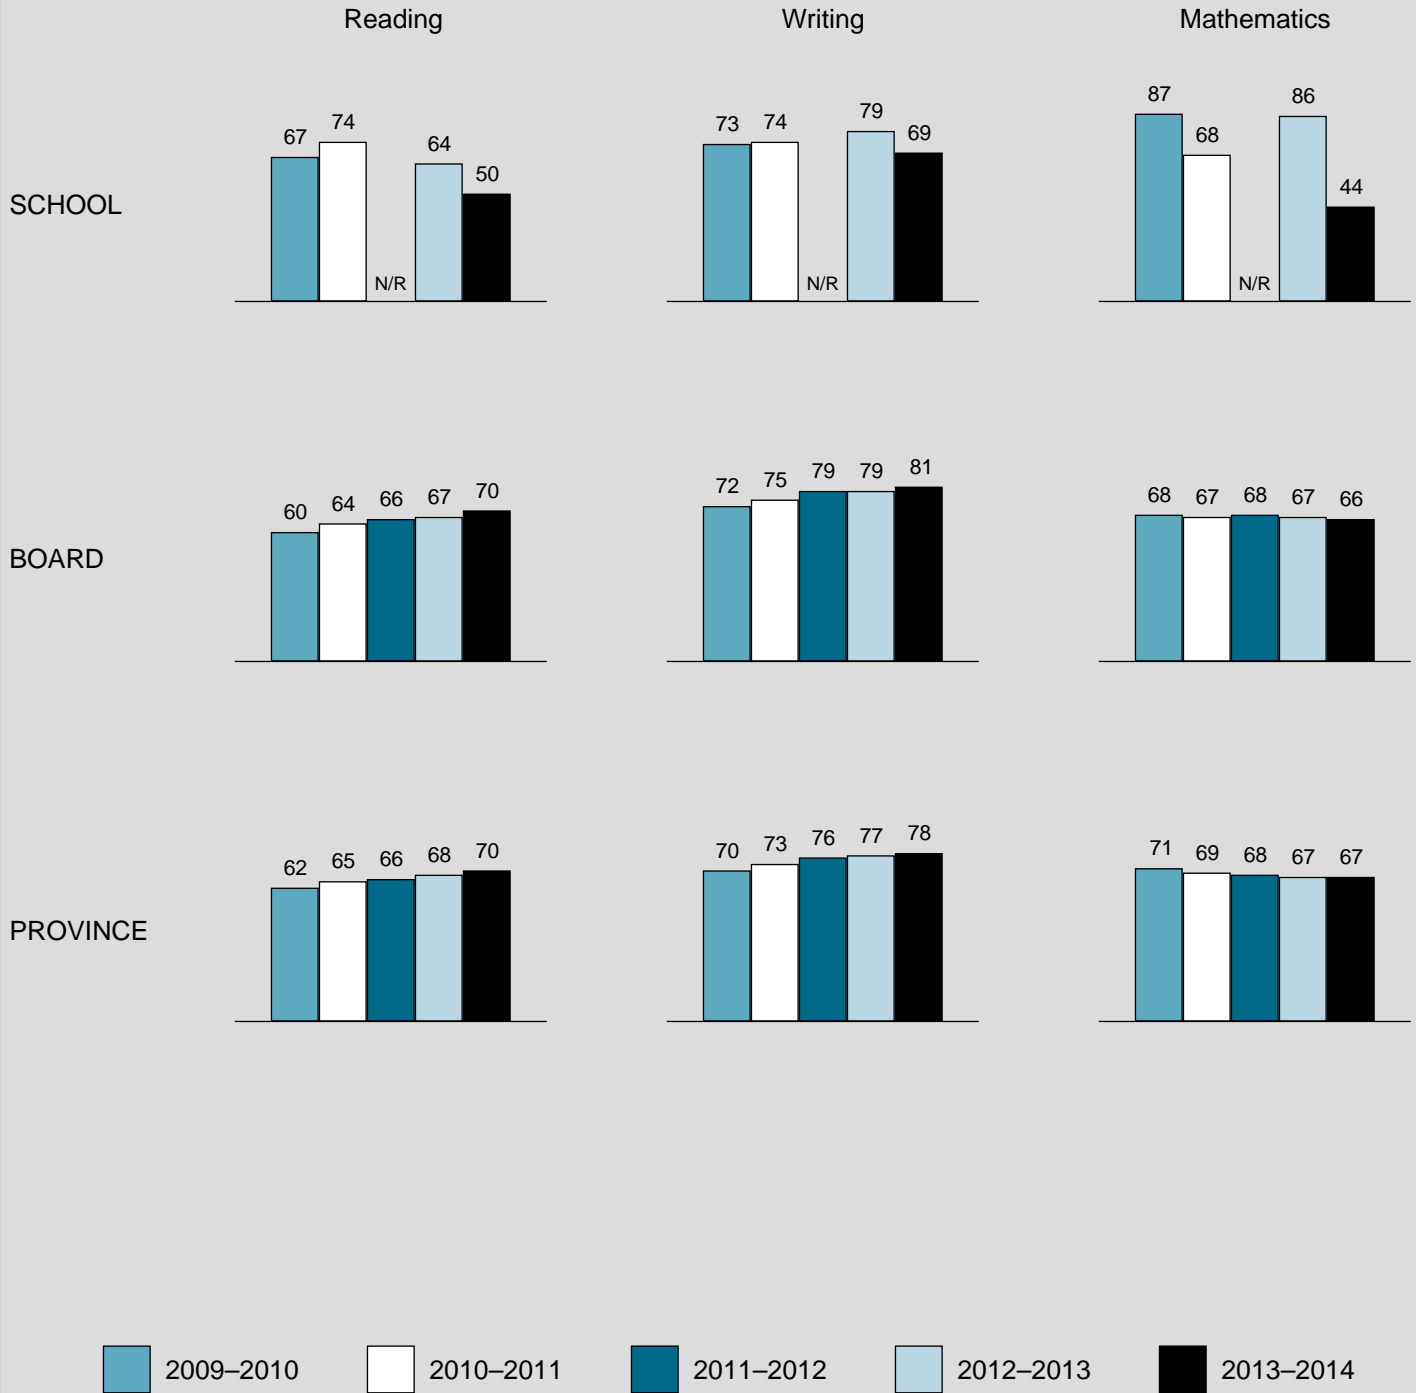 Reading Writing Mathematics
SCHOOL
67 74 N/R 64 50
73 74 N/R 79 69
87 68 N/R 86 44
BOARD
60 64 66 67 70
72 75 79 79 81
68 67 68 67 66
PROVINCE
62 65 66 68 70
70 73 76 77 78
71 69 68 67 67
2009–2010 2010–2011 2011–2012 2012–2013 2013–2014